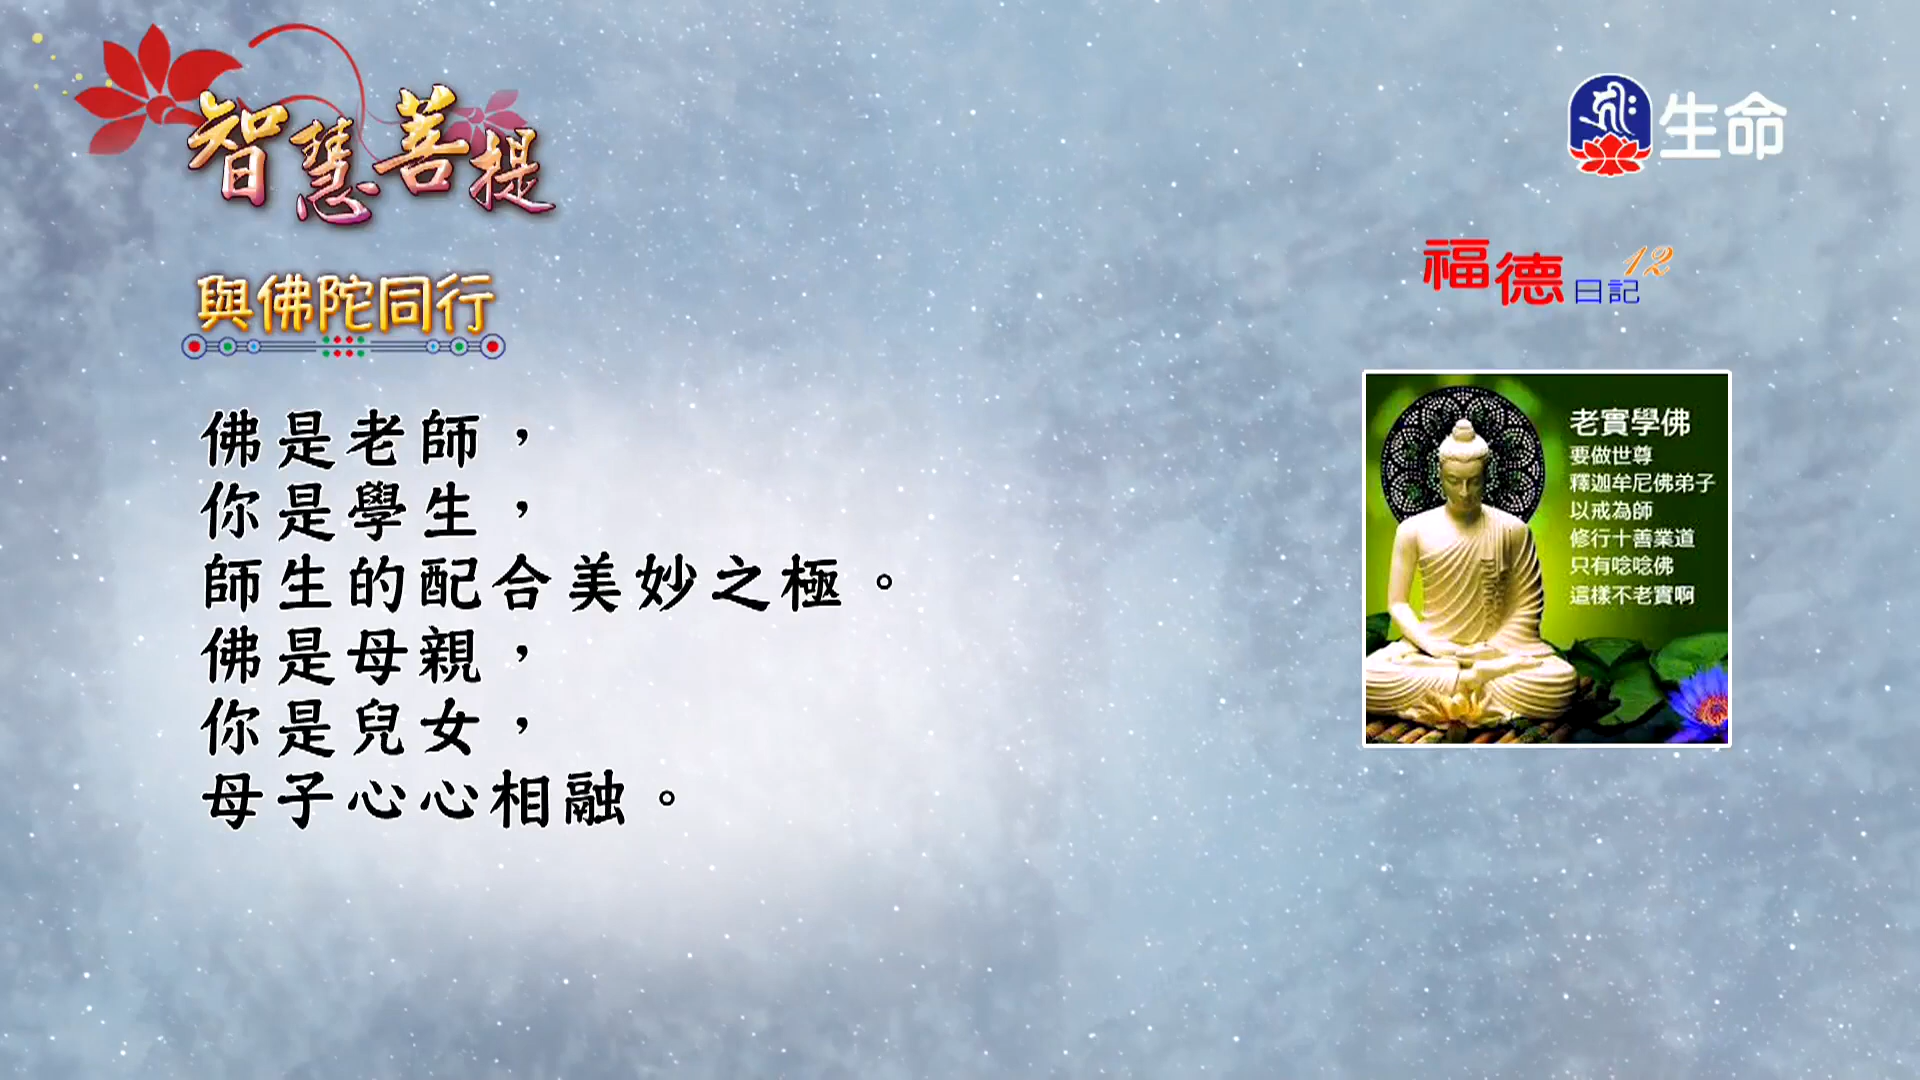 智慧菩提
生命
福德日記12
與佛陀同行
佛是老師，
你是學生，
師生的配合美妙之極。
佛是母親，
你是兒女，
母子心心相融。
老實學佛
要做世尊
釋迦牟尼佛弟子
以戒為師
修行十善業道
只有唸唸佛
這樣不老實啊